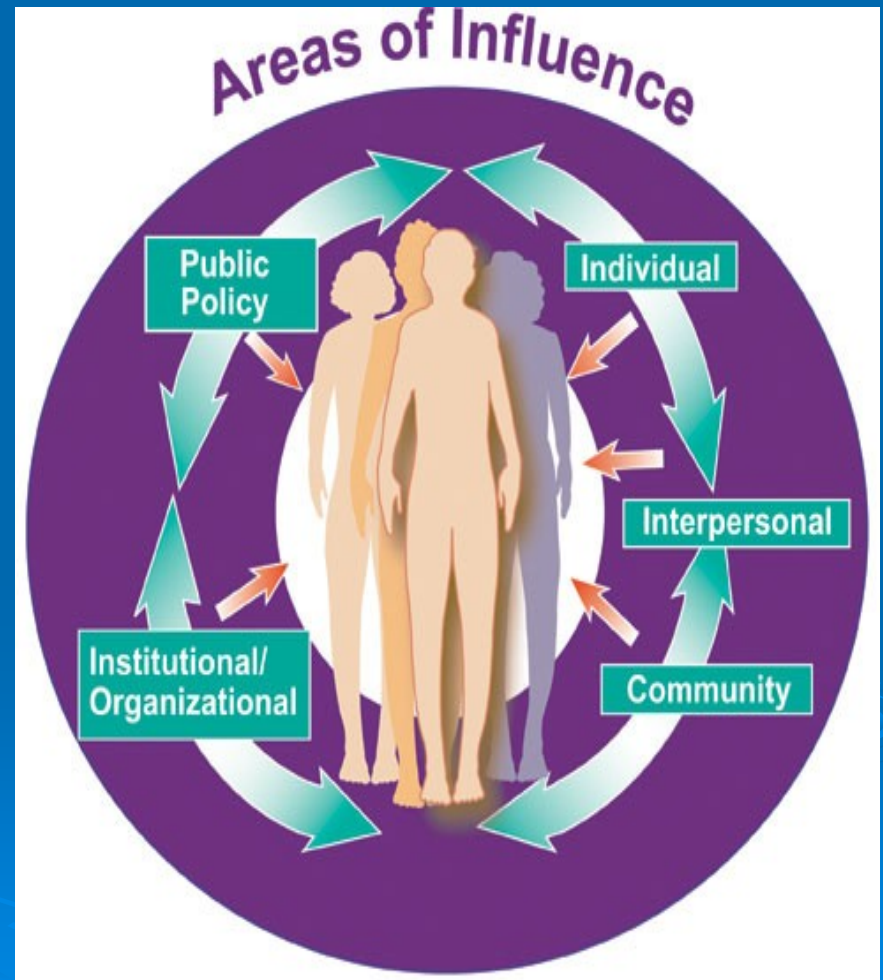 Areas of Influence
Public
Policy
Individual
Interpersonal
Institutional/
Organizational
Community